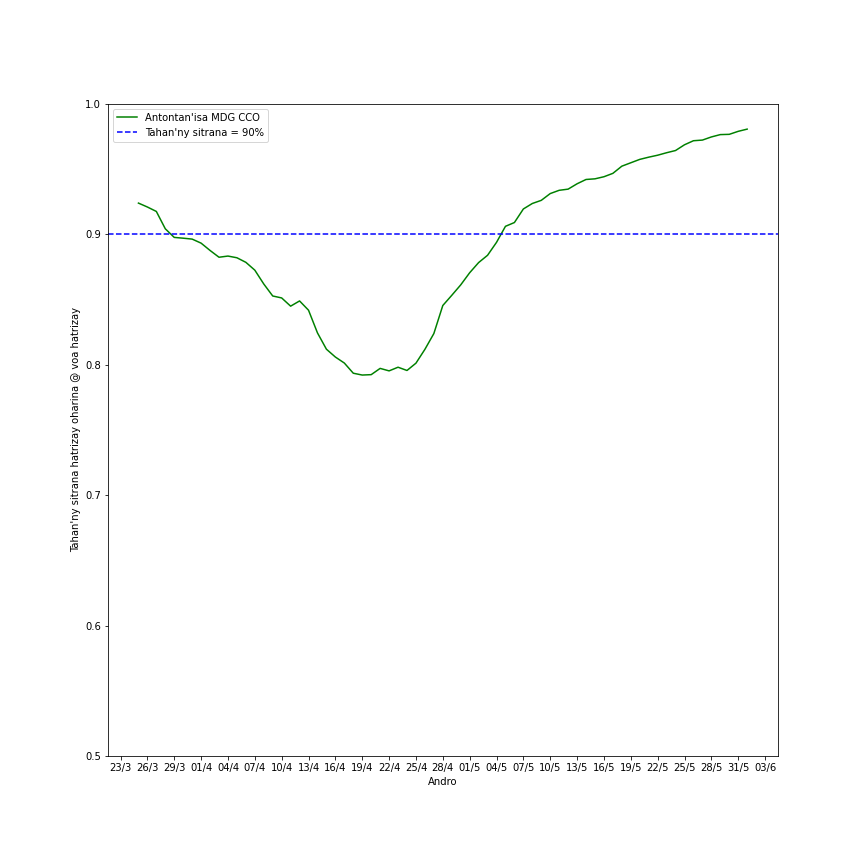 Antontan'isa MDG CCO
Tahan'ny sitrana = 90%
1.0
0.9
0.8
0.7
0.6
0.5
Tahan'ny sitrana hatrizay oharina @ voa hatrizay
23/3 26/3 29/3 01/4 04/4 07/4 10/4 13/4 16/4 19/4 22/4 25/4 28/4 01/5 04/5 07/5 10/5 13/5 16/5 19/5 22/5 25/5 28/5 31/5 03/6
Andro